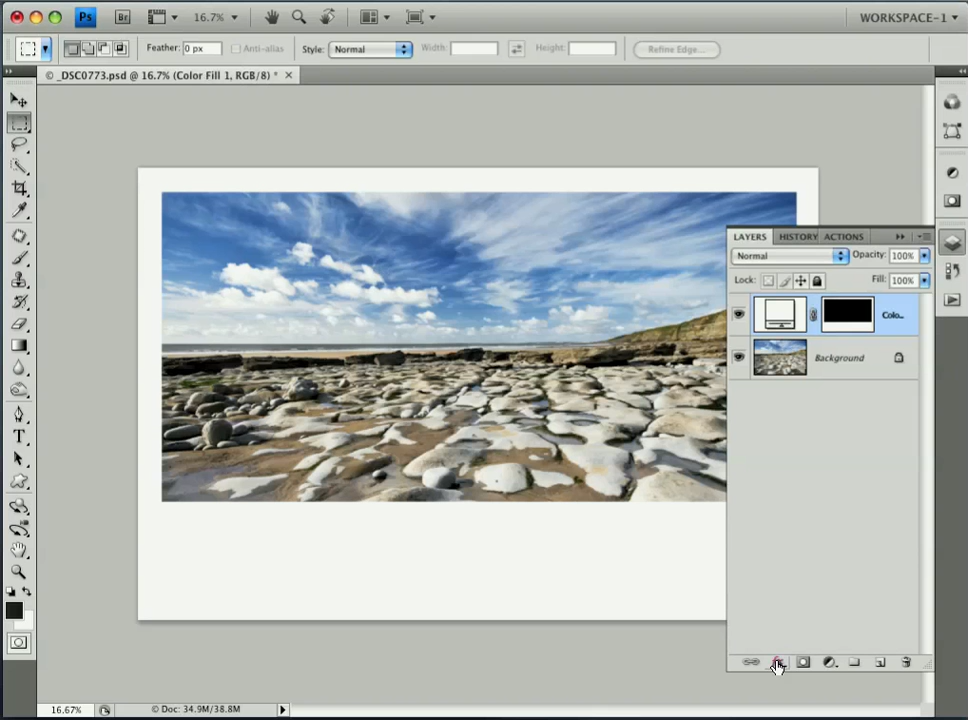 Ps Br 16.7% WORKSPACE-1
Feather: 0 px Anti-alias Style: Normal Width: Height: Refine Edge...
© _DSC0773.psd @ 16.7% (Color Fill 1, RGB/8) *
LAYERS HISTORY ACTIONS
Normal Opacity: 100%
Lock: Fill: 100%
Colo...
Background
T
16.67% © Doc: 34.9M/38.8M